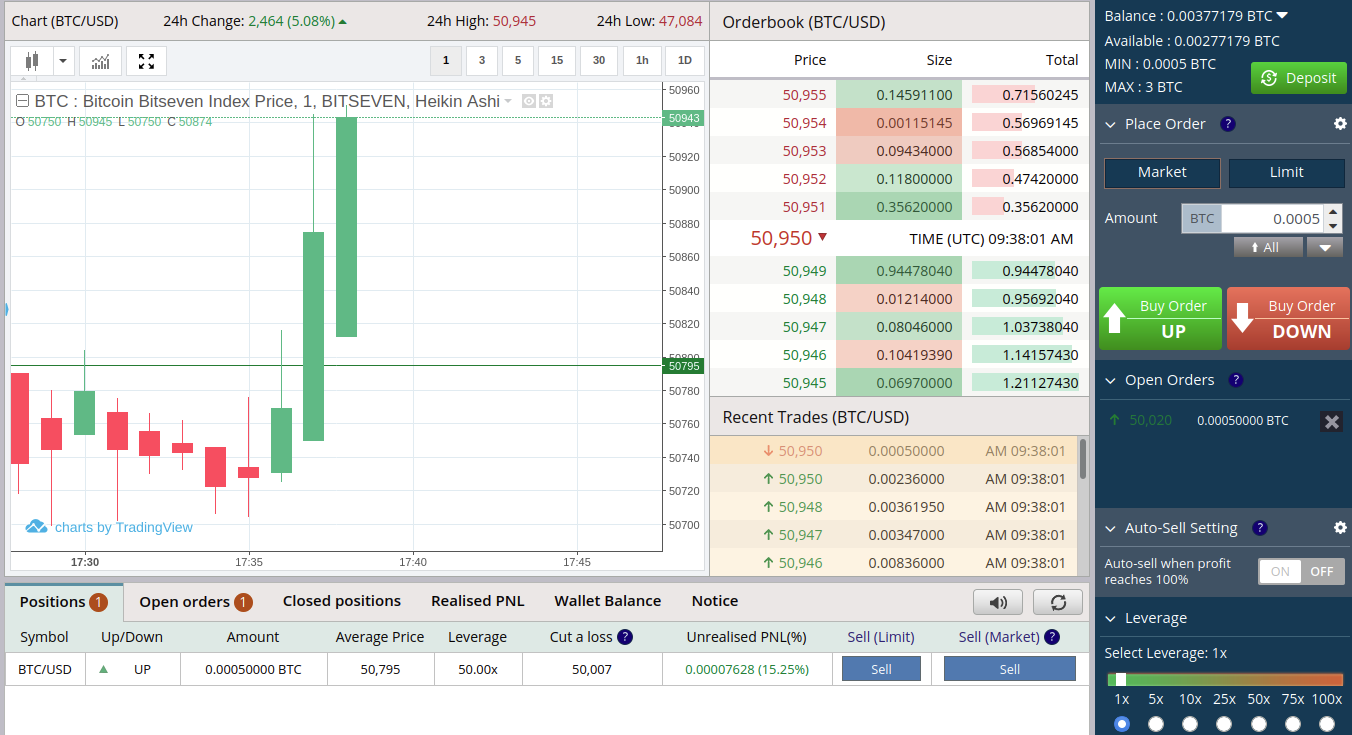 Chart (BTC/USD) 24h Change: 2,464 (5.08%) 24h HIgh: 50,945 24h Low: 47,084
1 3 5 15 30 1h 1D
BTC : Bitcoin Bitseven Index Price, 1, BITSEVEN, Heikin Ashi
O 50750 H 50945 L 50750 C 50874
50960
50943
50920
50900
50880
50860
50840
50820
50800
50795
50780
50760
50740
50720
50700
charts by TradingView
17:30 17:35 17:40 17:45
Orderbook (BTC/USD)
Price Size Total
50,955 0.14591100 0.71560245
50,954 0.00115145 0.56969145
50,953 0.09434000 0.56854000
50,952 0.11800000 0.47420000
50,951 0.35620000 0.35620000
50,950 TIME (UTC) 09:38:01 AM
50,949 0.94478040 0.94478040
50,948 0.01214000 0.95692040
50,947 0.08046000 1.03738040
50,946 0.10419390 1.14157430
50,945 0.06970000 1.21127430
Recent Trades (BTC/USD)
50,950 0.00050000 AM 09:38:01
50,950 0.00236000 AM 09:38:01
50,948 0.00361950 AM 09:38:01
50,947 0.00347000 AM 09:38:01
50,946 0.00836000 AM 09:38:01
Balance : 0.00377179 BTC
Available : 0.00277179 BTC
MIN : 0.0005 BTC
MAX : 3 BTC
Deposit
Place Order ?
Market Limit
Amount BTC 0.0005
All
Buy Order UP
Buy Order DOWN
Open Orders ?
50,020 0.00050000 BTC
Auto-Sell Setting ?
Auto-sell when profit
reaches 100%
ON OFF
Leverage
Select Leverage: 1x
1x 5x 10x 25x 50x 75x 100x
Positions 1 Open orders 1 Closed positions Realised PNL Wallet Balance Notice
Symbol Up/Down Amount Average Price Leverage Cut a loss ? Unrealised PNL(%) Sell (Limit) Sell (Market) ?
BTC/USD UP 0.00050000 BTC 50,795 50.00x 50,007 0.00007628 (15.25%) Sell Sell